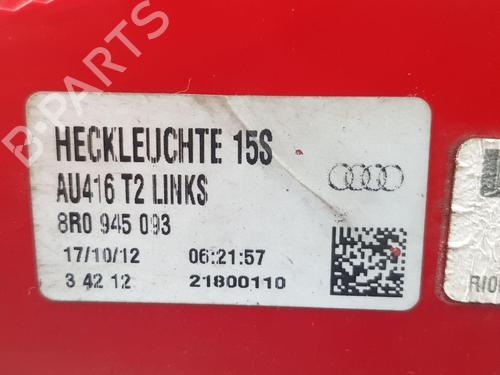 HECKLEUCHTE 15S
AU416 T2 LINKS
8R0 945 093
17/10/12 06:21:57
3 42 12 21800110
B-PARTS